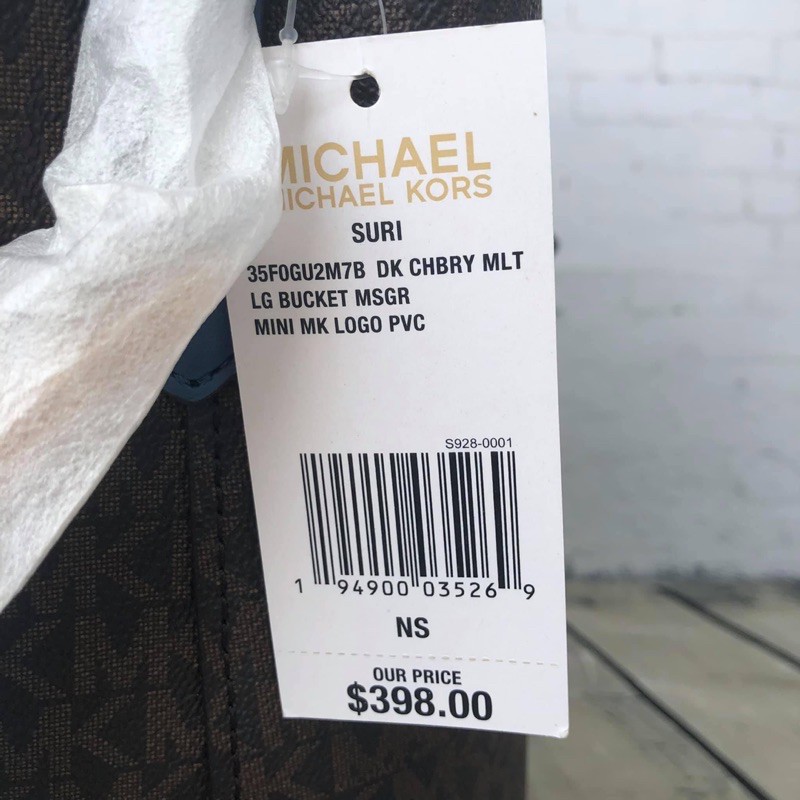 MICHAEL
MICHAEL KORS
SURI
35F0GU2M7B DK CHBRY MLT
LG BUCKET MSGR
MINI MK LOGO PVC
S928-0001
1 94900 03526 9
NS
OUR PRICE
$398.00